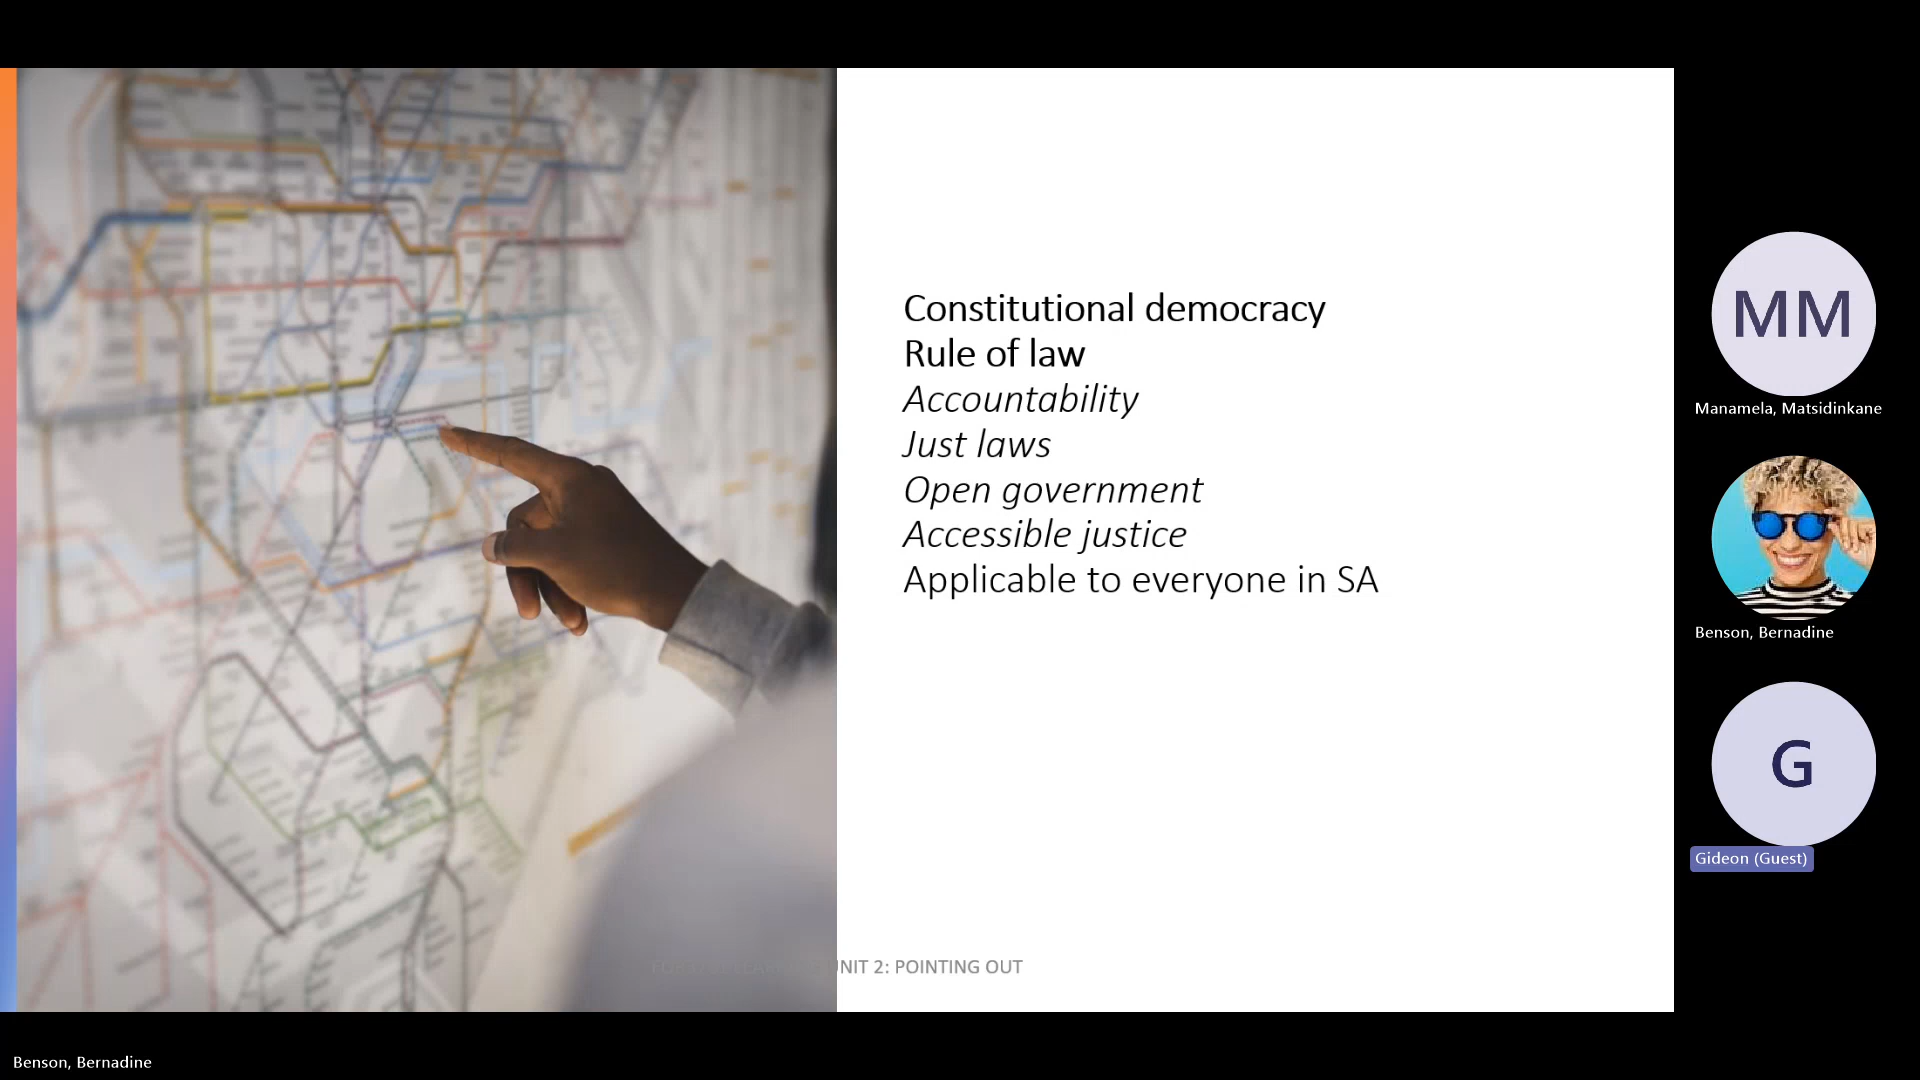 Constitutional democracy
Rule of law
Accountability
Just laws
Open government
Accessible justice
Applicable to everyone in SA
UNIT 2: POINTING OUT
MM
Manamela, Matsidinkane
Benson, Bernadine
G
Gideon (Guest)
Benson, Bernadine